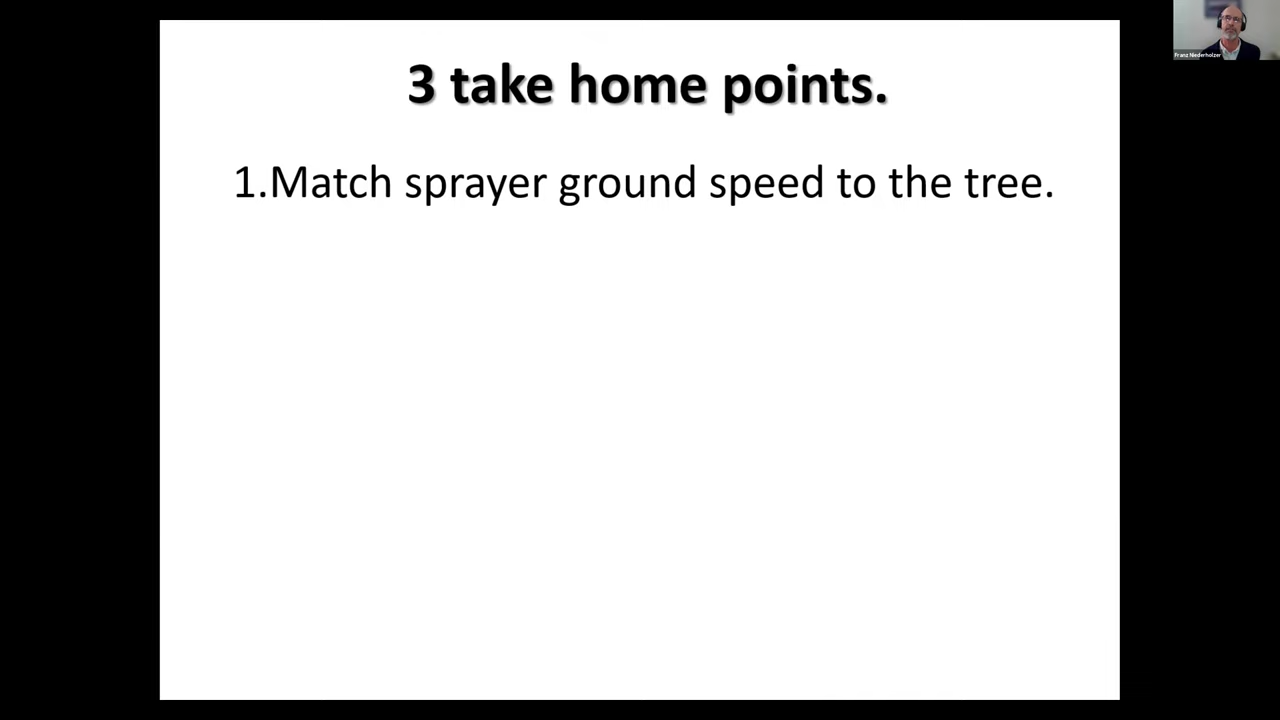 3 take home points.
1.Match sprayer ground speed to the tree.
Franz Niederholzer